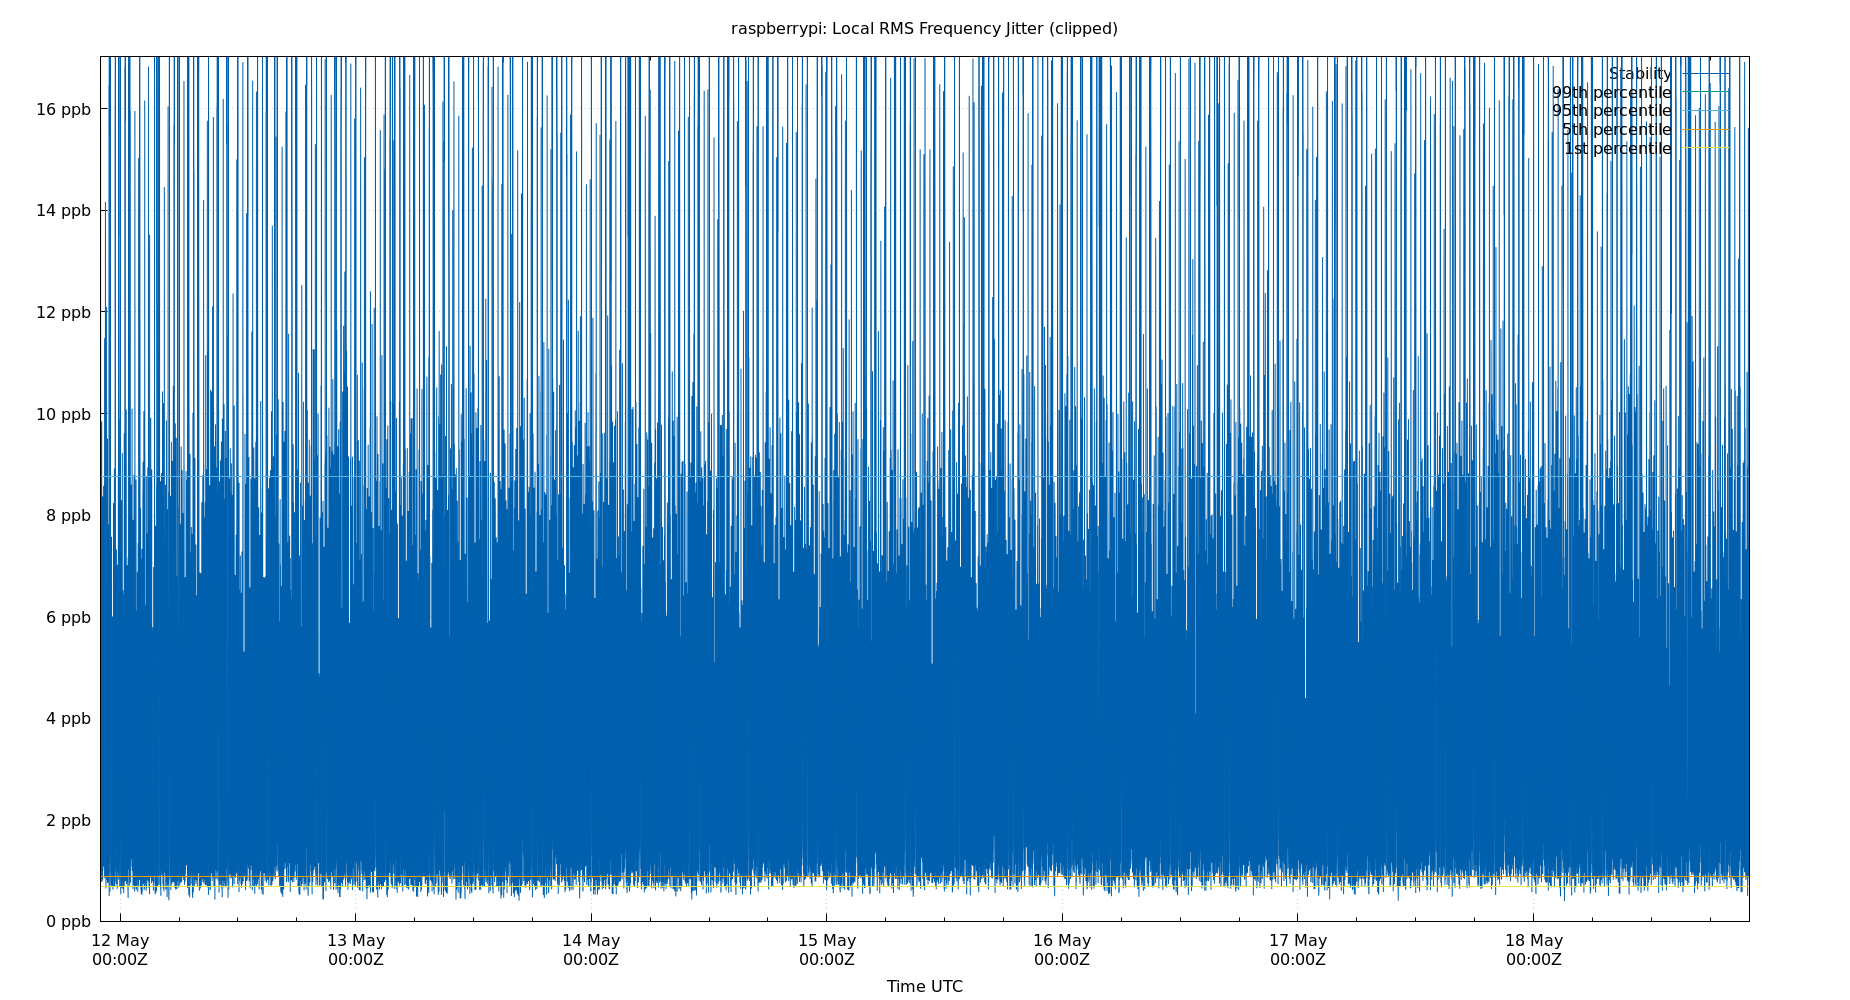 raspberrypi: Local RMS Frequency Jitter (clipped)
Stability
99th percentile
95th percentile
5th percentile
1st percentile
16 ppb
14 ppb
12 ppb
10 ppb
8 ppb
6 ppb
4 ppb
2 ppb
0 ppb
12 May 13 May 14 May 15 May 16 May 17 May 18 May
00:00Z 00:00Z 00:00Z 00:00Z 00:00Z 00:00Z 00:00Z
Time UTC